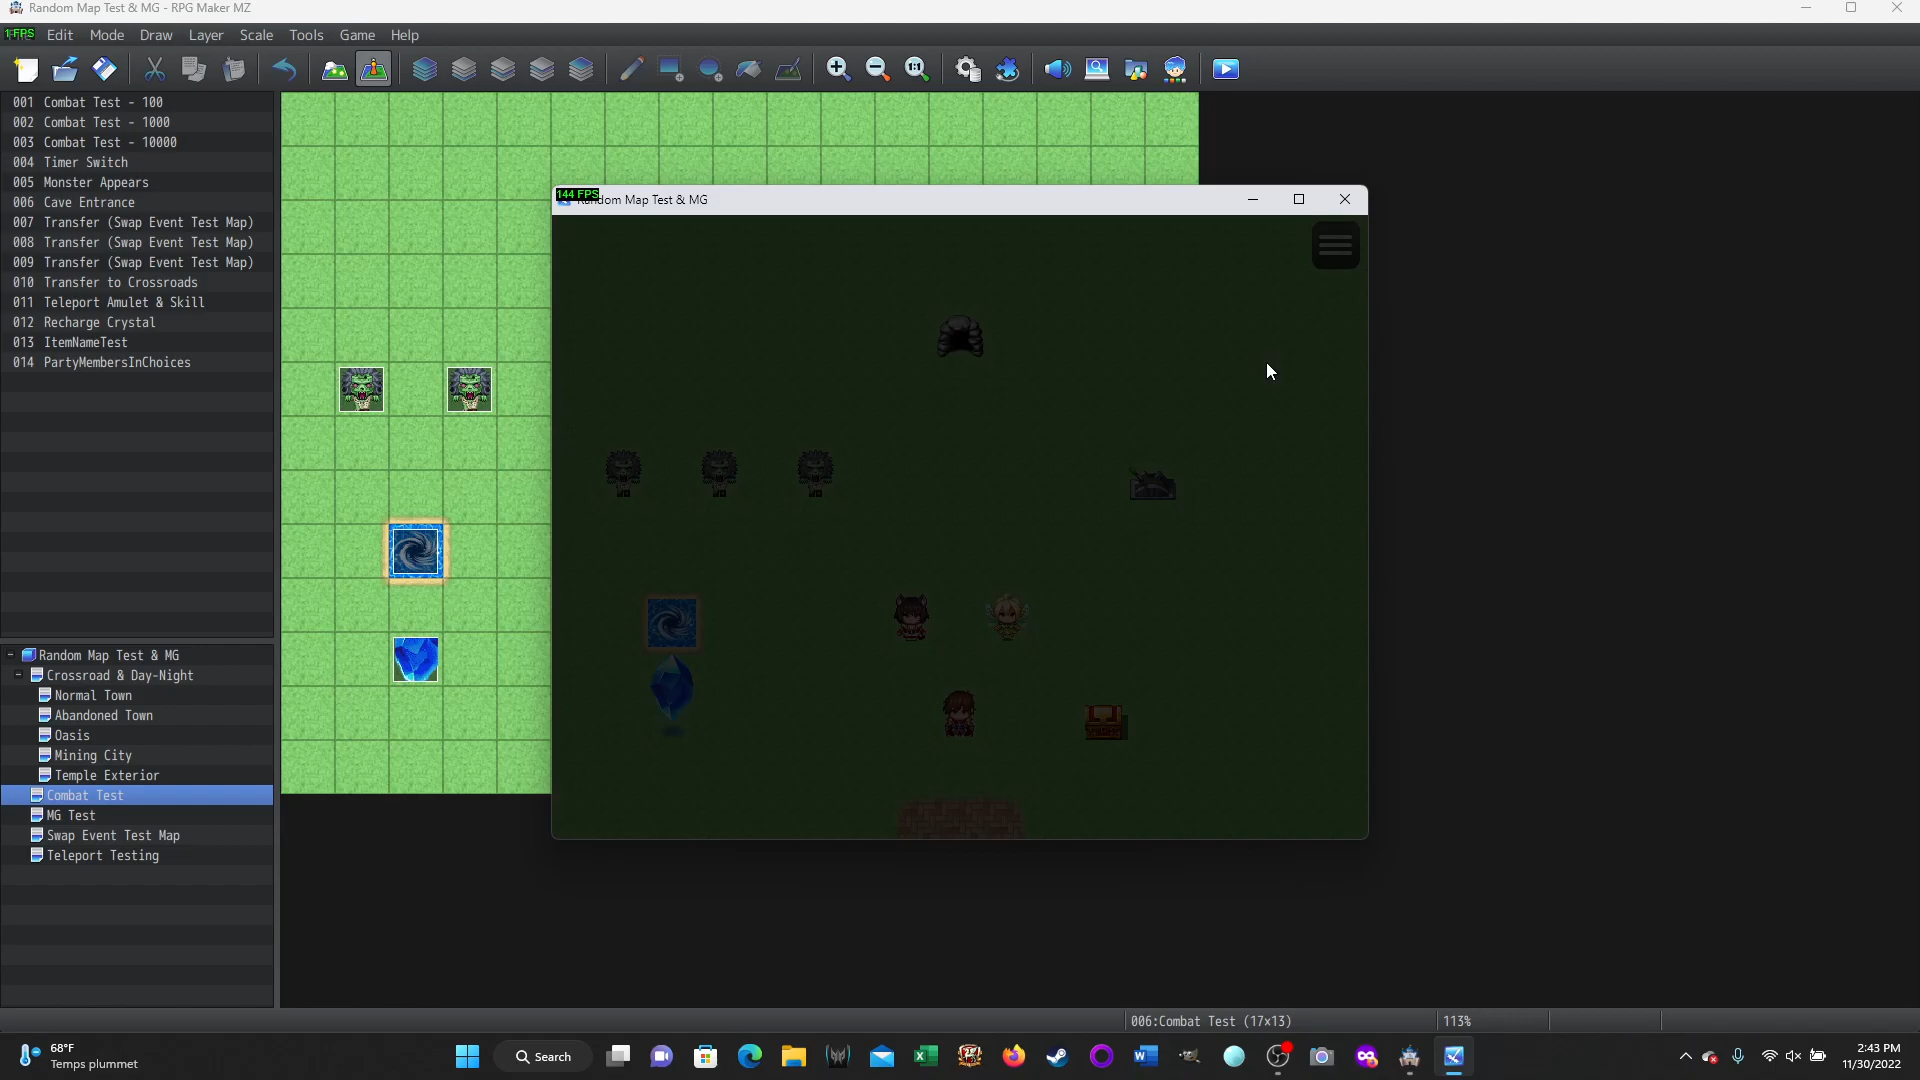 Random Map Test & MG - RPG Maker MZ
1 FPS
Edit
Mode
Draw
Layer
Scale
Tools
Game
Help
1:1
001 Combat Test - 100
002 Combat Test - 1000
003 Combat Test - 10000
004 Timer Switch
005 Monster Appears
006 Cave Entrance
007 Transfer (Swap Event Test Map)
008 Transfer (Swap Event Test Map)
009 Transfer (Swap Event Test Map)
010 Transfer to Crossroads
011 Teleport Amulet & Skill
012 Recharge Crystal
013 ItemNameTest
014 PartyMembersInChoices
144 FPS
Random Map Test & MG
Random Map Test & MG
Crossroad & Day-Night
Normal Town
Abandoned Town
Oasis
Mining City
Temple Exterior
Combat Test
MG Test
Swap Event Test Map
Teleport Testing
006:Combat Test (17x13)
113%
68°F
Temps plummet
Search
2:43 PM
11/30/2022